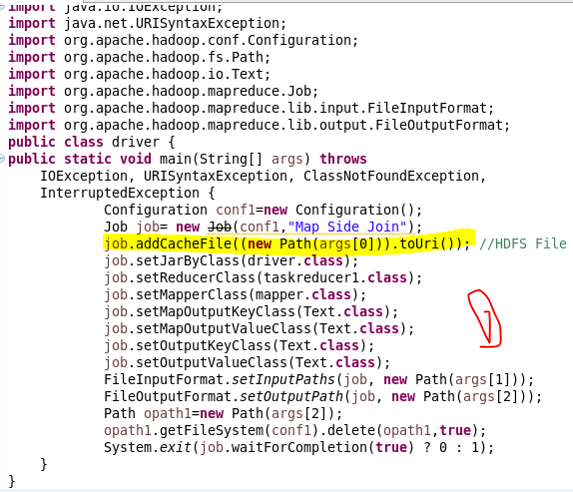 import java.io.IOException;
import java.net.URISyntaxException;
import org.apache.hadoop.conf.Configuration;
import org.apache.hadoop.fs.Path;
import org.apache.hadoop.io.Text;
import org.apache.hadoop.mapreduce.Job;
import org.apache.hadoop.mapreduce.lib.input.FileInputFormat;
import org.apache.hadoop.mapreduce.lib.output.FileOutputFormat;
public class driver {
public static void main(String[] args) throws
    IOException, URISyntaxException, ClassNotFoundException,
    InterruptedException {
            Configuration conf1=new Configuration();
            Job job= new Job(conf1,"Map Side Join");
            job.addCacheFile((new Path(args[0])).toUri()); //HDFS File
            job.setJarByClass(driver.class);
            job.setReducerClass(taskreducer1.class);
            job.setMapperClass(mapper.class);
            job.setMapOutputKeyClass(Text.class);
            job.setMapOutputValueClass(Text.class);
            job.setOutputKeyClass(Text.class);
            job.setOutputValueClass(Text.class);
            FileInputFormat.setInputPaths(job, new Path(args[1]));
            FileOutputFormat.setOutputPath(job, new Path(args[2]));
            Path opath1=new Path(args[2]);
            opath1.getFileSystem(conf1).delete(opath1,true);
            System.exit(job.waitForCompletion(true) ? 0 : 1);
    }
}